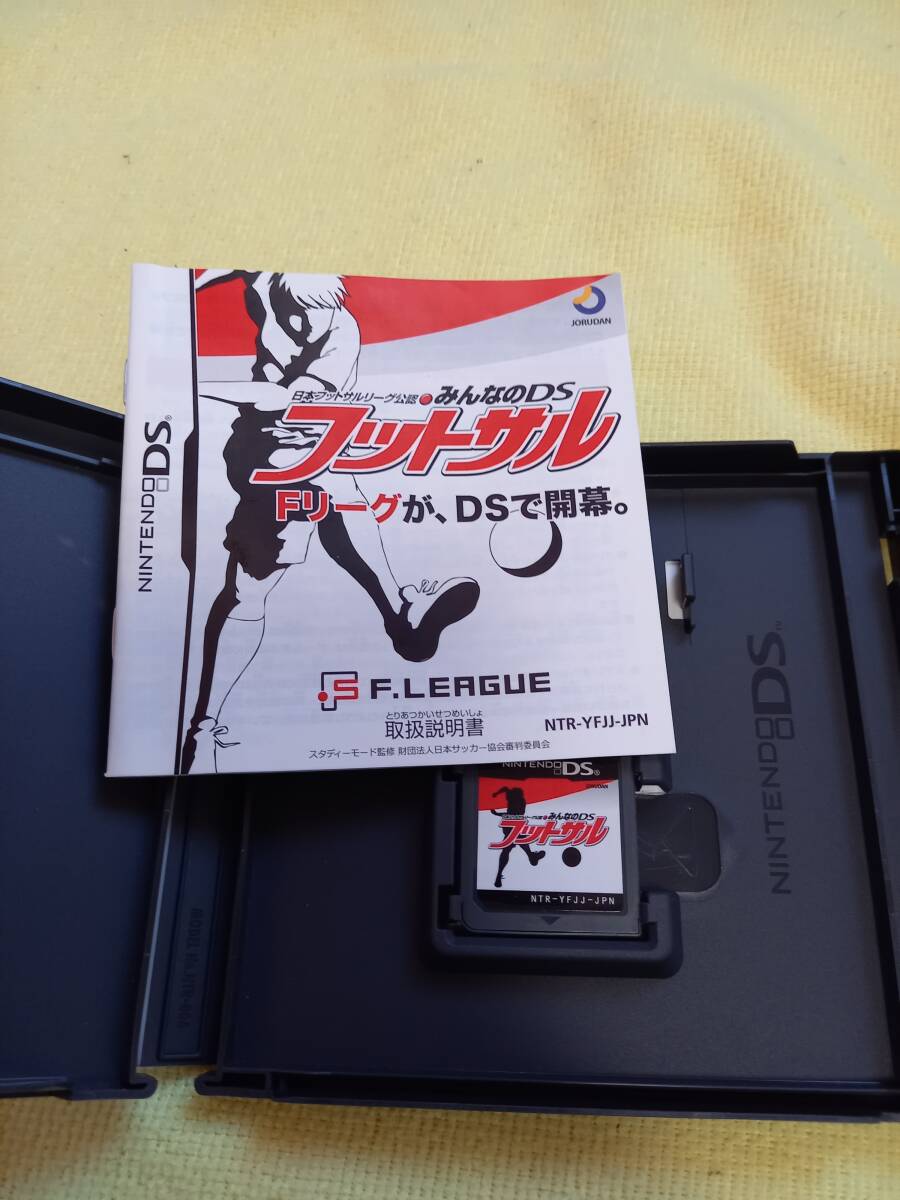 JORUDAN
日本フットサルリーグ公認
みんなのDS
フットサル
Fリーグが、DSで開幕。
NINTENDO DS®
F.LEAGUE
とりあつかいせつめいしょ
取扱説明書
NTR-YFJJ-JPN
スタディーモード監修 財団法人日本サッカー協会審判委員会
NINTENDO DS®
JORUDAN
みんなのDS
フットサル
NTR-YFJJ-JPN
NINTENDO DS™